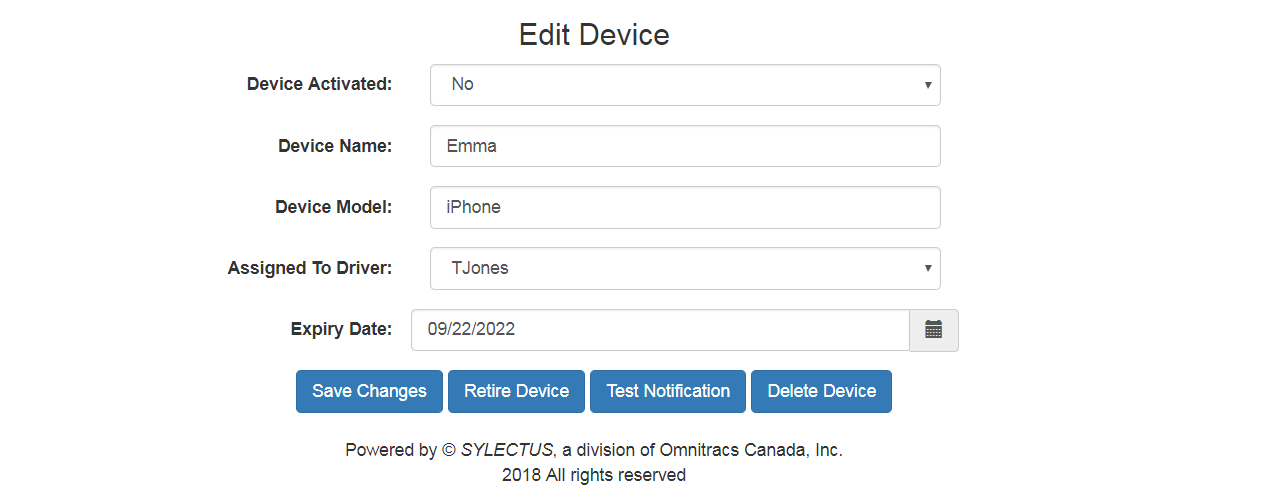 Edit Device
Device Activated: No
Device Name: Emma
Device Model: iPhone
Assigned To Driver: TJones
Expiry Date: 09/22/2022
Save Changes Retire Device Test Notification Delete Device
Powered by © SYLECTUS, a division of Omnitracs Canada, Inc.
2018 All rights reserved